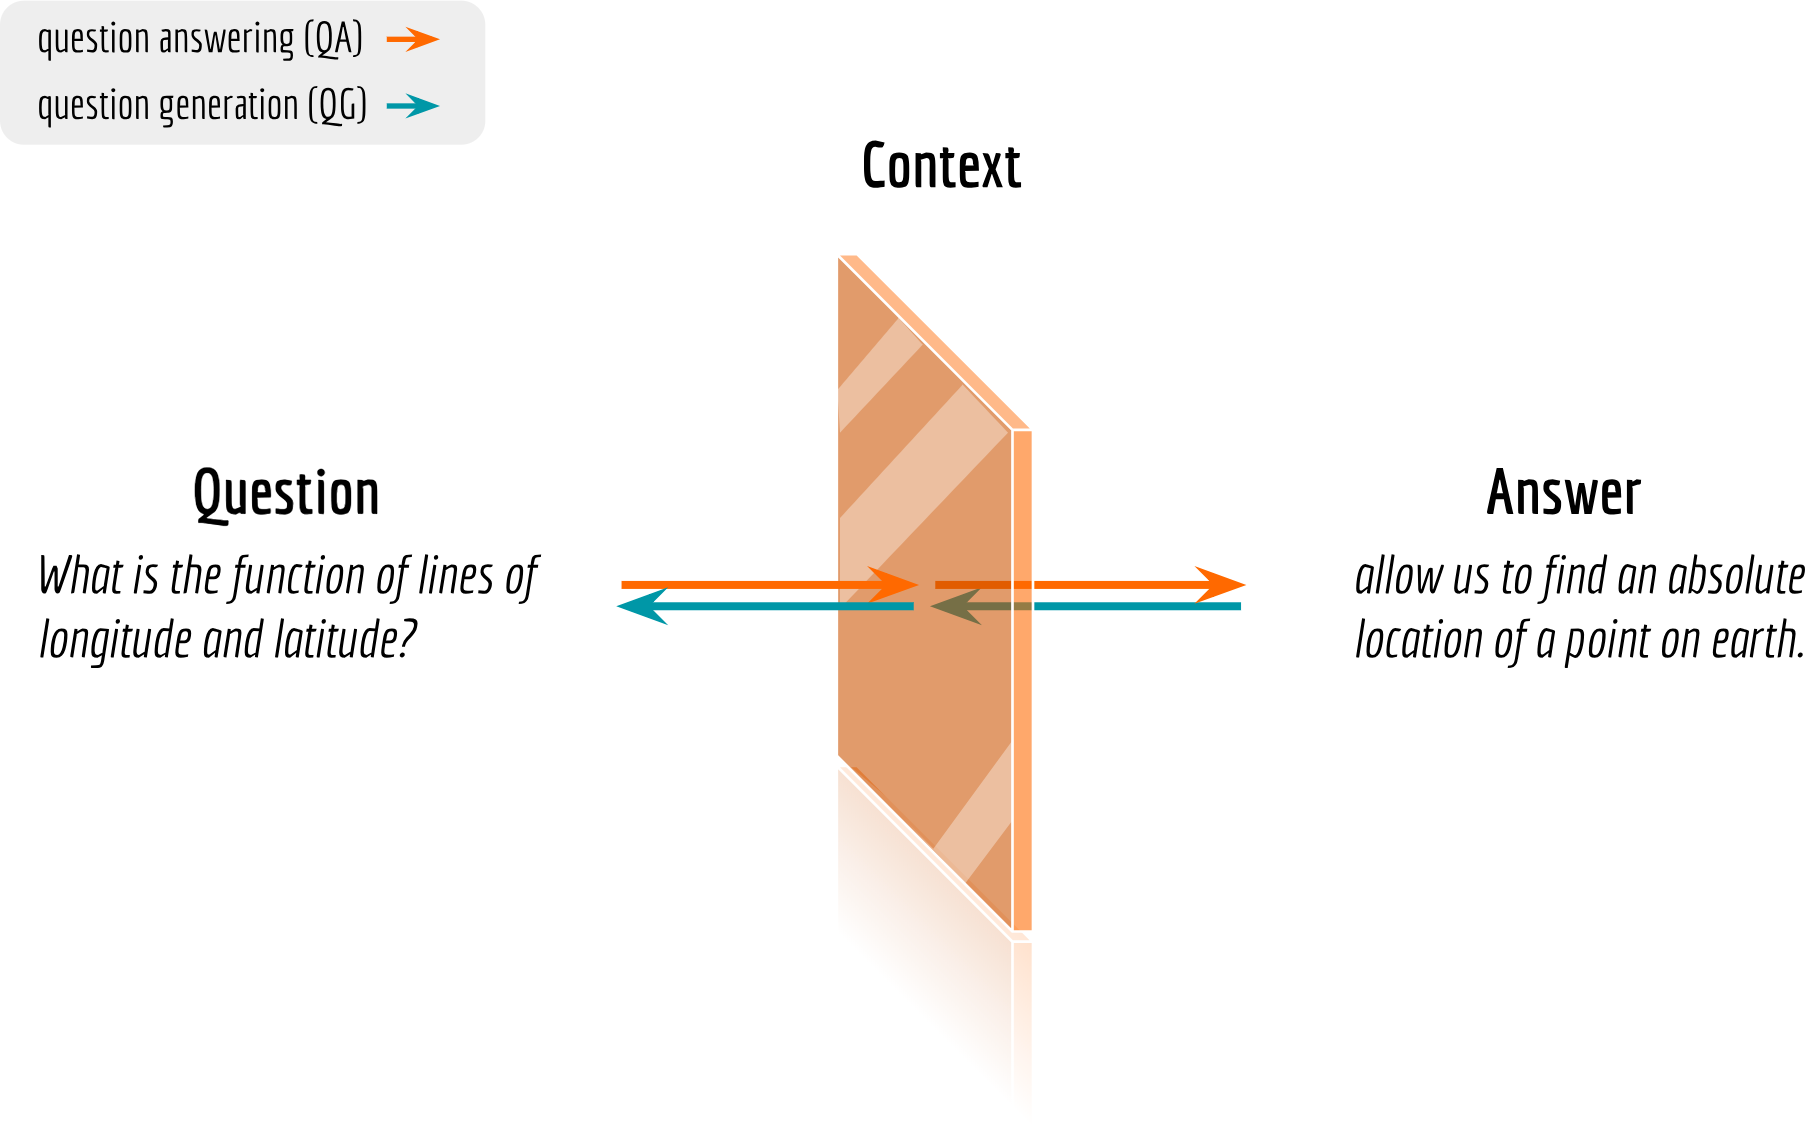 question answering (QA)
question generation (QG)
Context
Question
What is the function of lines of
longitude and latitude?
Answer
allow us to find an absolute
location of a point on earth.